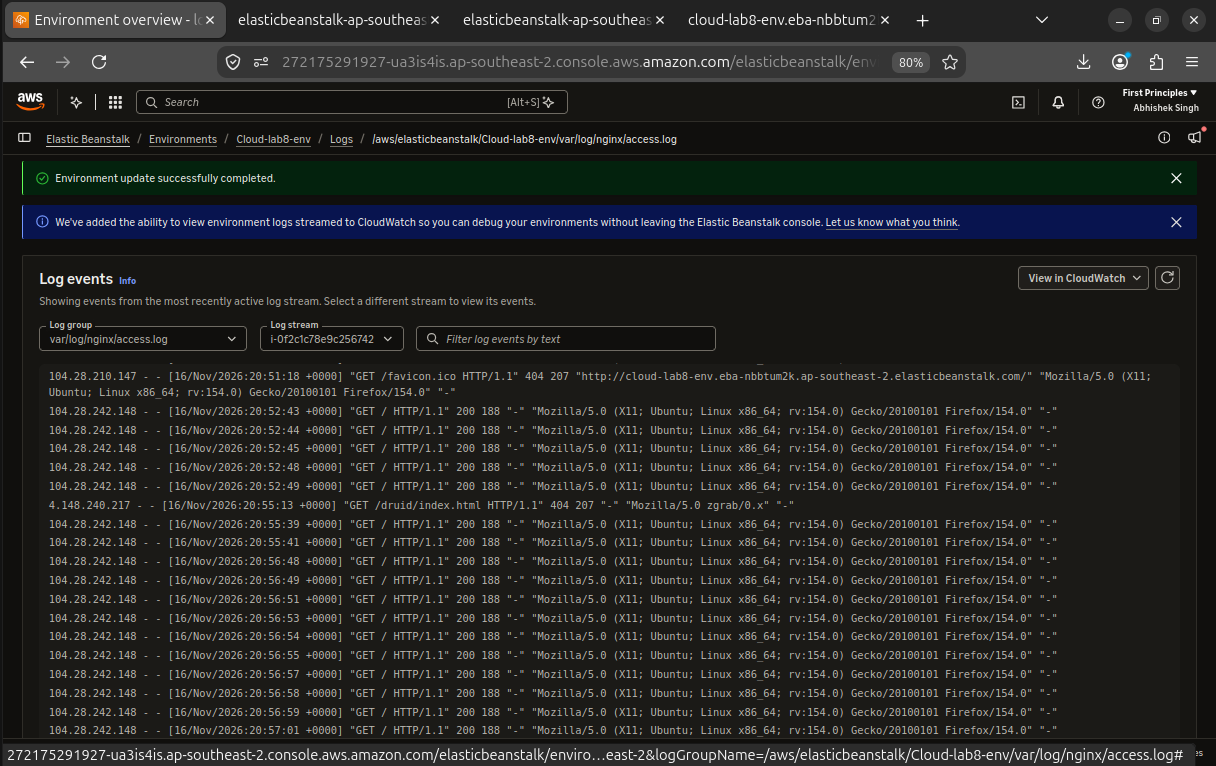 Environment overview - lo
elasticbeanstalk-ap-southeas
elasticbeanstalk-ap-southeas
cloud-lab8-env.eba-nbbtum2
272175291927-ua3is4is.ap-southeast-2.console.aws.amazon.com/elasticbeanstalk/env
80%
aws
Search
[Alt+S]
First Principles
Abhishek Singh
Elastic Beanstalk / Environments / Cloud-lab8-env / Logs / /aws/elasticbeanstalk/Cloud-lab8-env/var/log/nginx/access.log
Environment update successfully completed.
We've added the ability to view environment logs streamed to CloudWatch so you can debug your environments without leaving the Elastic Beanstalk console. Let us know what you think.
Log events Info
View in CloudWatch
Showing events from the most recently active log stream. Select a different stream to view its events.
Log group
var/log/nginx/access.log
Log stream
i-0f2c1c78e9c256742
Filter log events by text
104.28.210.147 - - [16/Nov/2026:20:51:18 +0000] "GET /favicon.ico HTTP/1.1" 404 207 "http://cloud-lab8-env.eba-nbbtum2k.ap-southeast-2.elasticbeanstalk.com/" "Mozilla/5.0 (X11;
Ubuntu; Linux x86_64; rv:154.0) Gecko/20100101 Firefox/154.0" "-"
104.28.242.148 - - [16/Nov/2026:20:52:43 +0000] "GET / HTTP/1.1" 200 188 "-" "Mozilla/5.0 (X11; Ubuntu; Linux x86_64; rv:154.0) Gecko/20100101 Firefox/154.0" "-"
104.28.242.148 - - [16/Nov/2026:20:52:44 +0000] "GET / HTTP/1.1" 200 188 "-" "Mozilla/5.0 (X11; Ubuntu; Linux x86_64; rv:154.0) Gecko/20100101 Firefox/154.0" "-"
104.28.242.148 - - [16/Nov/2026:20:52:45 +0000] "GET / HTTP/1.1" 200 188 "-" "Mozilla/5.0 (X11; Ubuntu; Linux x86_64; rv:154.0) Gecko/20100101 Firefox/154.0" "-"
104.28.242.148 - - [16/Nov/2026:20:52:48 +0000] "GET / HTTP/1.1" 200 188 "-" "Mozilla/5.0 (X11; Ubuntu; Linux x86_64; rv:154.0) Gecko/20100101 Firefox/154.0" "-"
104.28.242.148 - - [16/Nov/2026:20:52:49 +0000] "GET / HTTP/1.1" 200 188 "-" "Mozilla/5.0 (X11; Ubuntu; Linux x86_64; rv:154.0) Gecko/20100101 Firefox/154.0" "-"
4.148.240.217 - - [16/Nov/2026:20:55:13 +0000] "GET /druid/index.html HTTP/1.1" 404 207 "-" "Mozilla/5.0 zgrab/0.x" "-"
104.28.242.148 - - [16/Nov/2026:20:55:39 +0000] "GET / HTTP/1.1" 200 188 "-" "Mozilla/5.0 (X11; Ubuntu; Linux x86_64; rv:154.0) Gecko/20100101 Firefox/154.0" "-"
104.28.242.148 - - [16/Nov/2026:20:55:41 +0000] "GET / HTTP/1.1" 200 188 "-" "Mozilla/5.0 (X11; Ubuntu; Linux x86_64; rv:154.0) Gecko/20100101 Firefox/154.0" "-"
104.28.242.148 - - [16/Nov/2026:20:56:48 +0000] "GET / HTTP/1.1" 200 188 "-" "Mozilla/5.0 (X11; Ubuntu; Linux x86_64; rv:154.0) Gecko/20100101 Firefox/154.0" "-"
104.28.242.148 - - [16/Nov/2026:20:56:49 +0000] "GET / HTTP/1.1" 200 188 "-" "Mozilla/5.0 (X11; Ubuntu; Linux x86_64; rv:154.0) Gecko/20100101 Firefox/154.0" "-"
104.28.242.148 - - [16/Nov/2026:20:56:51 +0000] "GET / HTTP/1.1" 200 188 "-" "Mozilla/5.0 (X11; Ubuntu; Linux x86_64; rv:154.0) Gecko/20100101 Firefox/154.0" "-"
104.28.242.148 - - [16/Nov/2026:20:56:53 +0000] "GET / HTTP/1.1" 200 188 "-" "Mozilla/5.0 (X11; Ubuntu; Linux x86_64; rv:154.0) Gecko/20100101 Firefox/154.0" "-"
104.28.242.148 - - [16/Nov/2026:20:56:54 +0000] "GET / HTTP/1.1" 200 188 "-" "Mozilla/5.0 (X11; Ubuntu; Linux x86_64; rv:154.0) Gecko/20100101 Firefox/154.0" "-"
104.28.242.148 - - [16/Nov/2026:20:56:55 +0000] "GET / HTTP/1.1" 200 188 "-" "Mozilla/5.0 (X11; Ubuntu; Linux x86_64; rv:154.0) Gecko/20100101 Firefox/154.0" "-"
104.28.242.148 - - [16/Nov/2026:20:56:57 +0000] "GET / HTTP/1.1" 200 188 "-" "Mozilla/5.0 (X11; Ubuntu; Linux x86_64; rv:154.0) Gecko/20100101 Firefox/154.0" "-"
104.28.242.148 - - [16/Nov/2026:20:56:58 +0000] "GET / HTTP/1.1" 200 188 "-" "Mozilla/5.0 (X11; Ubuntu; Linux x86_64; rv:154.0) Gecko/20100101 Firefox/154.0" "-"
104.28.242.148 - - [16/Nov/2026:20:56:59 +0000] "GET / HTTP/1.1" 200 188 "-" "Mozilla/5.0 (X11; Ubuntu; Linux x86_64; rv:154.0) Gecko/20100101 Firefox/154.0" "-"
104.28.242.148 - - [16/Nov/2026:20:57:01 +0000] "GET / HTTP/1.1" 200 188 "-" "Mozilla/5.0 (X11; Ubuntu; Linux x86_64; rv:154.0) Gecko/20100101 Firefox/154.0" "-"
272175291927-ua3is4is.ap-southeast-2.console.aws.amazon.com/elasticbeanstalk/enviro…east-2&logGroupName=/aws/elasticbeanstalk/Cloud-lab8-env/var/log/nginx/access.log#